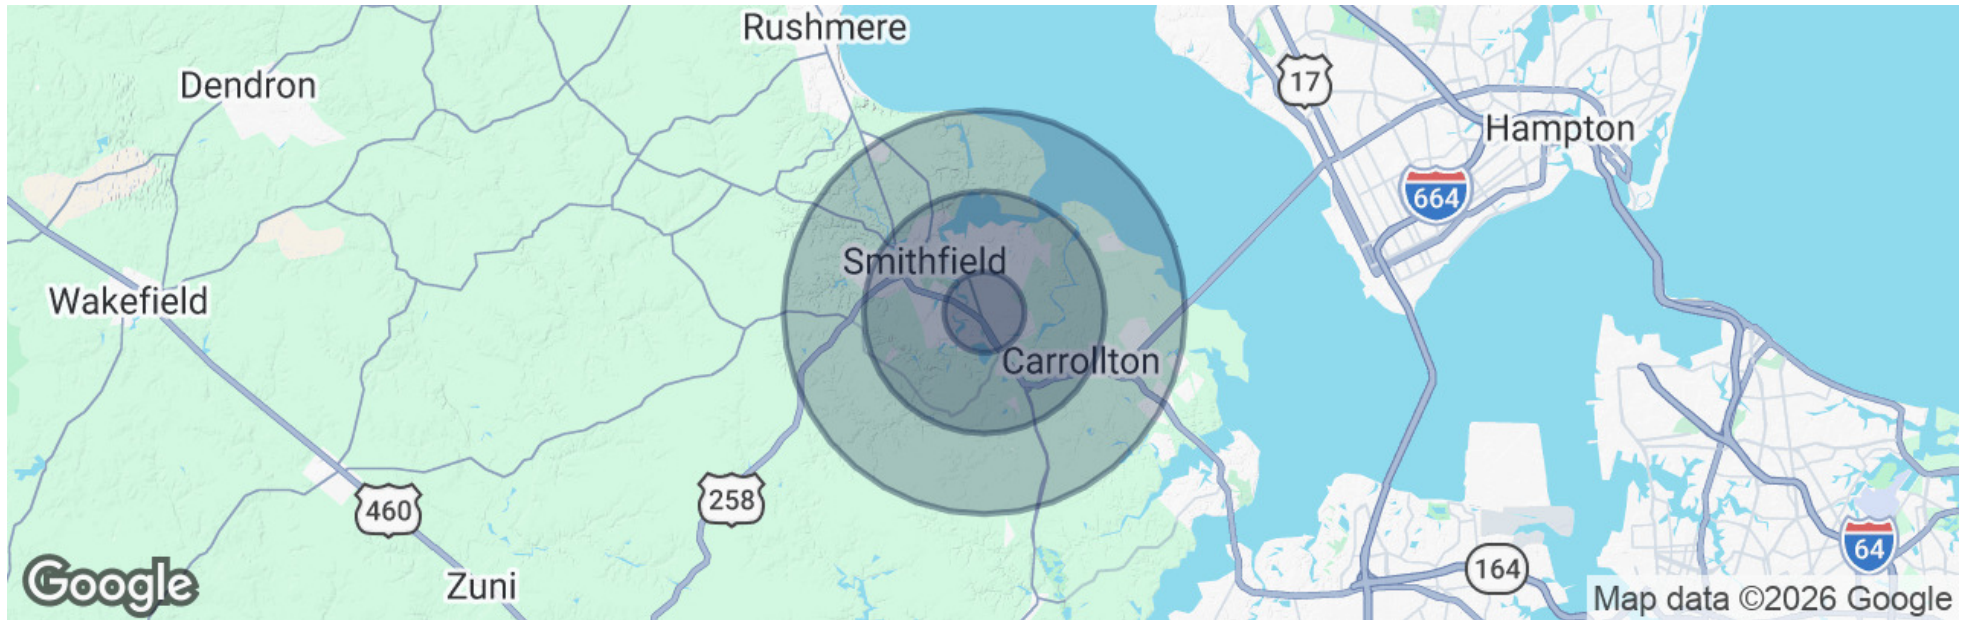 Rushmere
Dendron
17
Hampton
664
Smithfield
Wakefield
Carrollton
258
460
64
164
Google
Zuni
Map data ©2026 Google